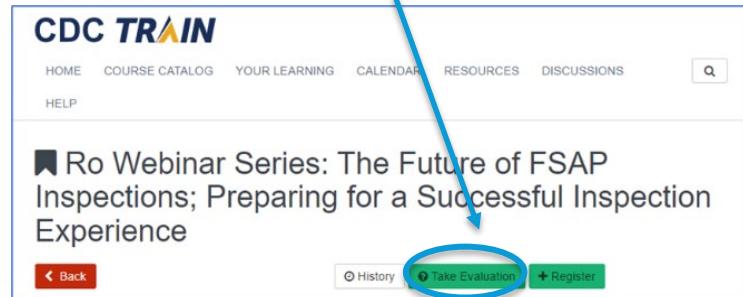 CDC TRAIN
HOME COURSE CATALOG YOUR LEARNING CALENDAR RESOURCES DISCUSSIONS
HELP
Ro Webinar Series: The Future of FSAP
Inspections; Preparing for a Successful Inspection
Experience
Back History Take Evaluation + Register